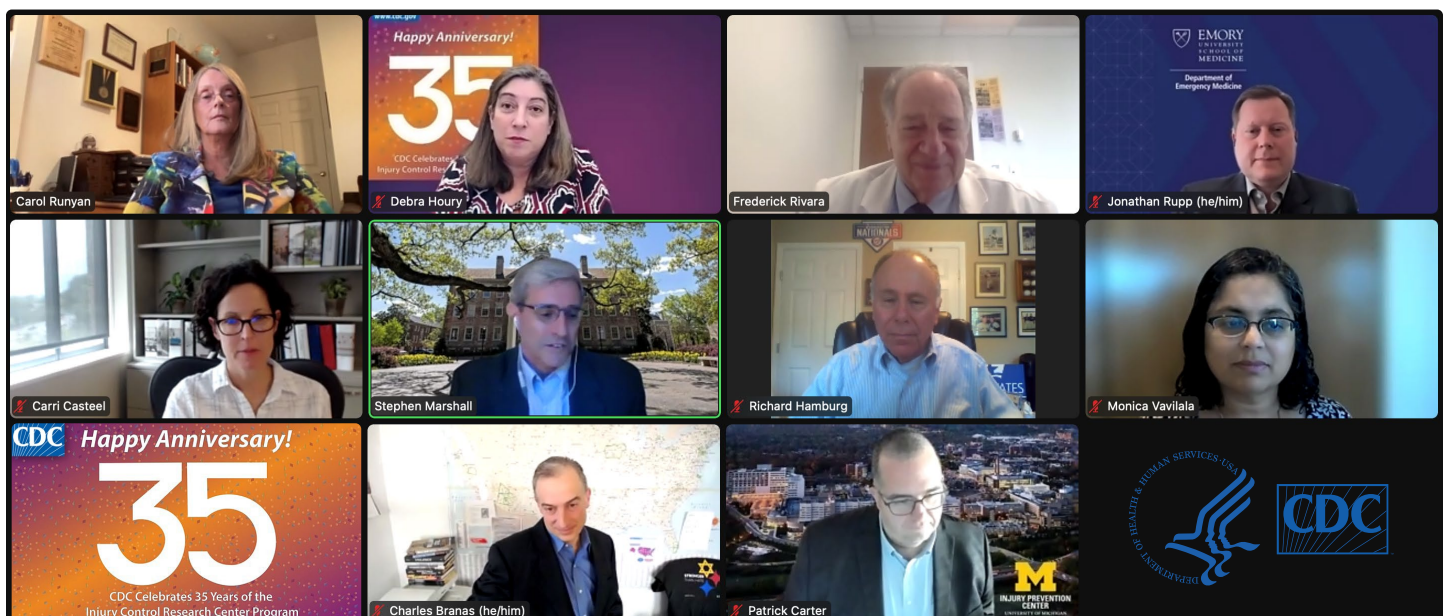 www.cdc.gov
Happy Anniversary!
35
CDC Celebrates
Injury Control Res
EMORY
UNIVERSITY
SCHOOL OF
MEDICINE
Department of
Emergency Medicine
Carol Runyan
Debra Houry
Frederick Rivara
Jonathan Rupp (he/him)
NATIONALS
Carri Casteel
Stephen Marshall
Richard Hamburg
Monica Vavilala
CDC
Happy Anniversary!
35
CDC Celebrates 35 Years of the
Injury Control Research Center Program
Charles Branas (he/him)
M
INJURY PREVENTION
CENTER
UNIVERSITY OF MICHIGAN
Patrick Carter
DEPARTMENT OF HEALTH & HUMAN SERVICES·USA
CDC